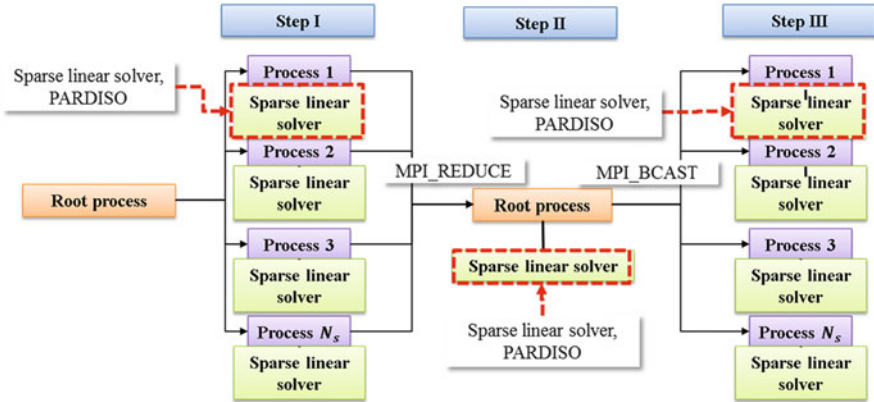 Step I
Step II
Step III
Sparse linear solver,
PARDISO
Process 1
Sparse linear
solver
Process 2
Sparse linear
solver
Root process
Process 3
Sparse linear
solver
Process Nₛ
Sparse linear
solver
MPI_REDUCE
Root process
Sparse linear solver
Sparse linear solver,
PARDISO
MPI_BCAST
Sparse linear solver,
PARDISO
Process 1
Sparse linear
solver
Process 2
Sparse linear
solver
Process 3
Sparse linear
solver
Process Nₛ
Sparse linear
solver